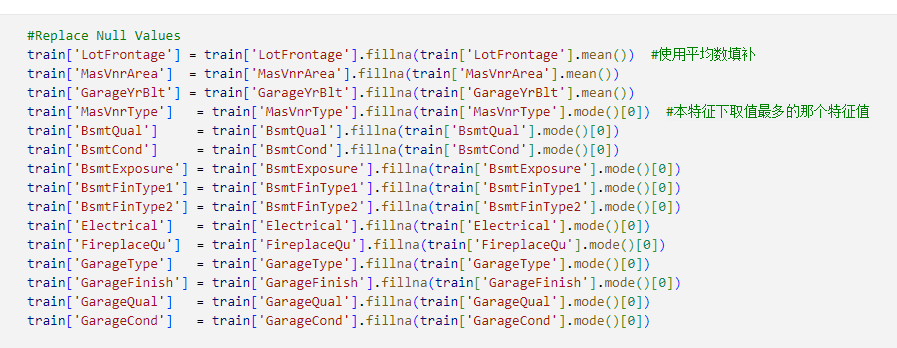 #Replace Null Values
train['LotFrontage'] = train['LotFrontage'].fillna(train['LotFrontage'].mean())  #使用平均数填补
train['MasVnrArea']  = train['MasVnrArea'].fillna(train['MasVnrArea'].mean())
train['GarageYrBlt'] = train['GarageYrBlt'].fillna(train['GarageYrBlt'].mean())
train['MasVnrType']   = train['MasVnrType'].fillna(train['MasVnrType'].mode()[0])  #本特征下取值最多的那个特征值
train['BsmtQual']     = train['BsmtQual'].fillna(train['BsmtQual'].mode()[0])
train['BsmtCond']     = train['BsmtCond'].fillna(train['BsmtCond'].mode()[0])
train['BsmtExposure'] = train['BsmtExposure'].fillna(train['BsmtExposure'].mode()[0])
train['BsmtFinType1'] = train['BsmtFinType1'].fillna(train['BsmtFinType1'].mode()[0])
train['BsmtFinType2'] = train['BsmtFinType2'].fillna(train['BsmtFinType2'].mode()[0])
train['Electrical']   = train['Electrical'].fillna(train['Electrical'].mode()[0])
train['FireplaceQu']  = train['FireplaceQu'].fillna(train['FireplaceQu'].mode()[0])
train['GarageType']   = train['GarageType'].fillna(train['GarageType'].mode()[0])
train['GarageFinish'] = train['GarageFinish'].fillna(train['GarageFinish'].mode()[0])
train['GarageQual']   = train['GarageQual'].fillna(train['GarageQual'].mode()[0])
train['GarageCond']   = train['GarageCond'].fillna(train['GarageCond'].mode()[0])